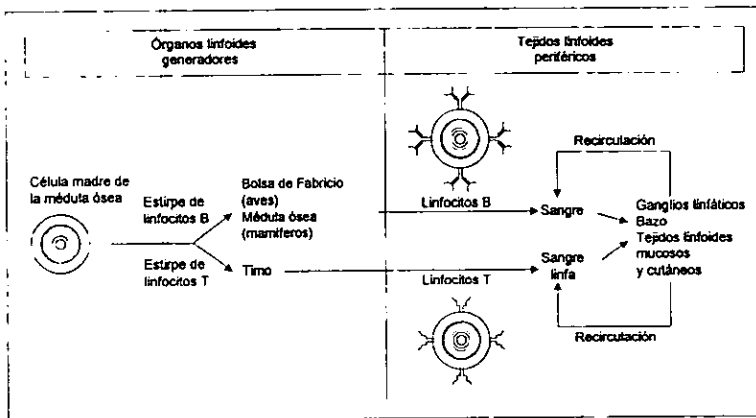 Órganos linfoides
generadores
Tejidos linfoides
periféricos
Célula madre de
la médula ósea
Estirpe de
linfocitos B
Estirpe de
linfocitos T
Bolsa de Fabricio
(aves)
Médula ósea
(mamíferos)
Timo
Linfocitos B
Linfocitos T
Recirculación
Sangre
Sangre
linfa
Ganglios linfáticos
Bazo
Tejidos linfoides
mucosos
y cutáneos
Recirculación